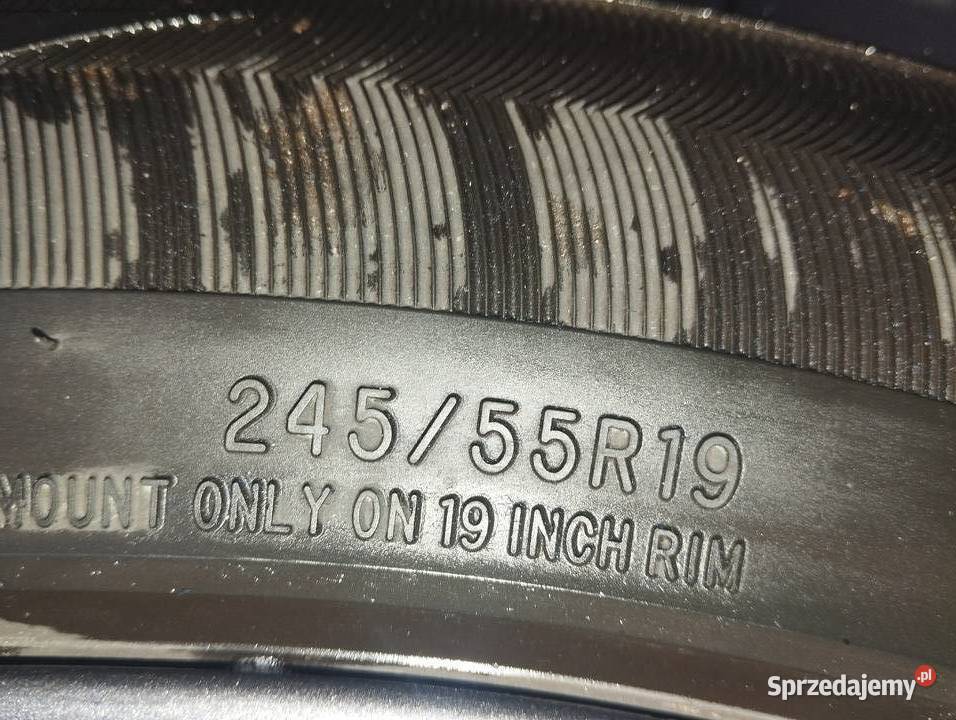 245/55R19
MOUNT ONLY ON 19 INCH RIM
Sprzedajemy.pl